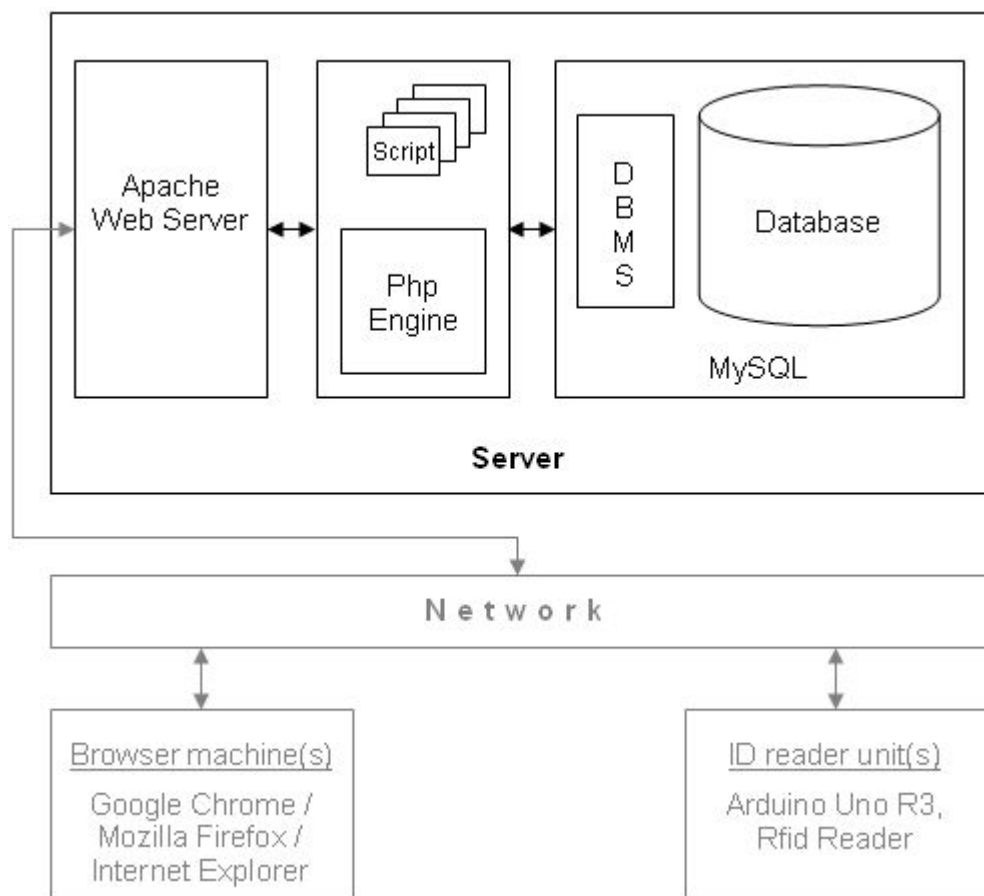 Script
Apache
Web Server
Php
Engine
D
B
M
S
Database
MySQL
Server
Network
Browser machine(s)
Google Chrome /
Mozilla Firefox /
Internet Explorer
ID reader unit(s)
Arduino Uno R3,
Rfid Reader